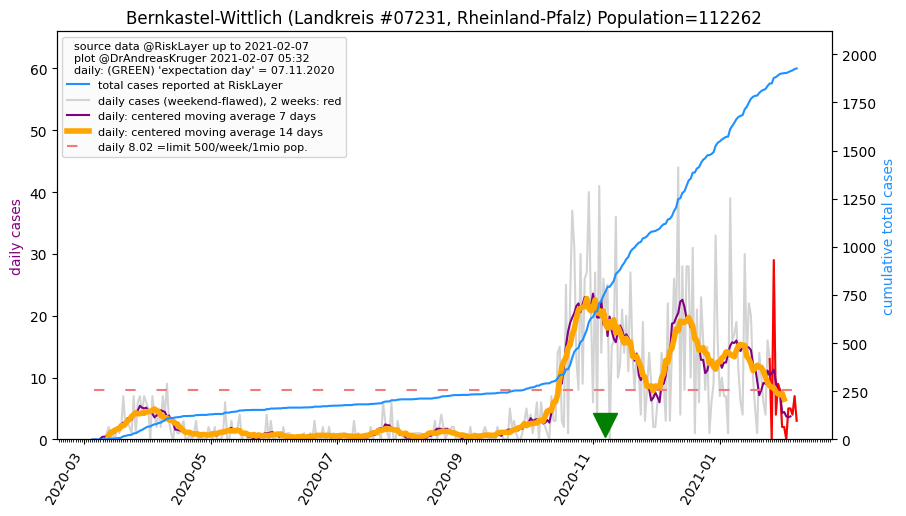 Bernkastel-Wittlich (Landkreis #07231, Rheinland-Pfalz) Population=112262
source data @RiskLayer up to 2021-02-07
plot @DrAndreasKruger 2021-02-07 05:32
daily: (GREEN) 'expectation day' = 07.11.2020
total cases reported at RiskLayer
daily cases (weekend-flawed), 2 weeks: red
daily: centered moving average 7 days
daily: centered moving average 14 days
daily 8.02 =limit 500/week/1mio pop.
daily cases
60
50
40
30
20
10
0
cumulative total cases
2000
1750
1500
1250
1000
750
500
250
0
2020-03
2020-05
2020-07
2020-09
2020-11
2021-01